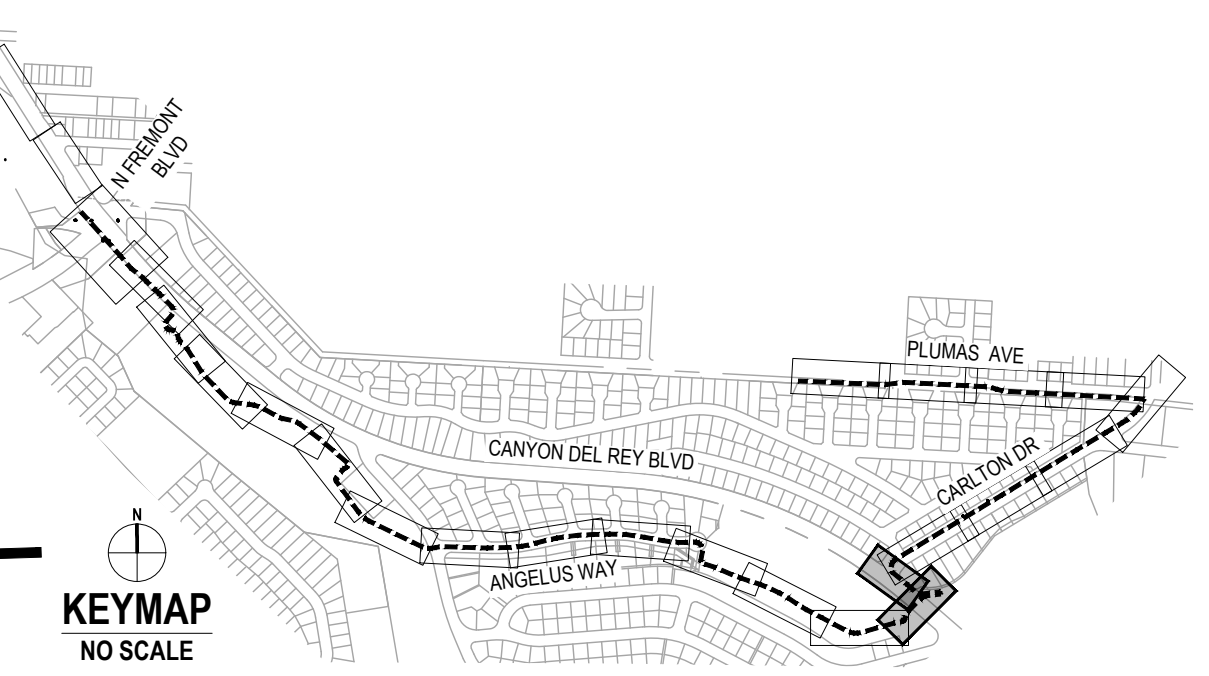 N FREMONT
BLVD
PLUMAS AVE
CANYON DEL REY BLVD
CARLTON DR
ANGELUS WAY
N
KEYMAP
NO SCALE